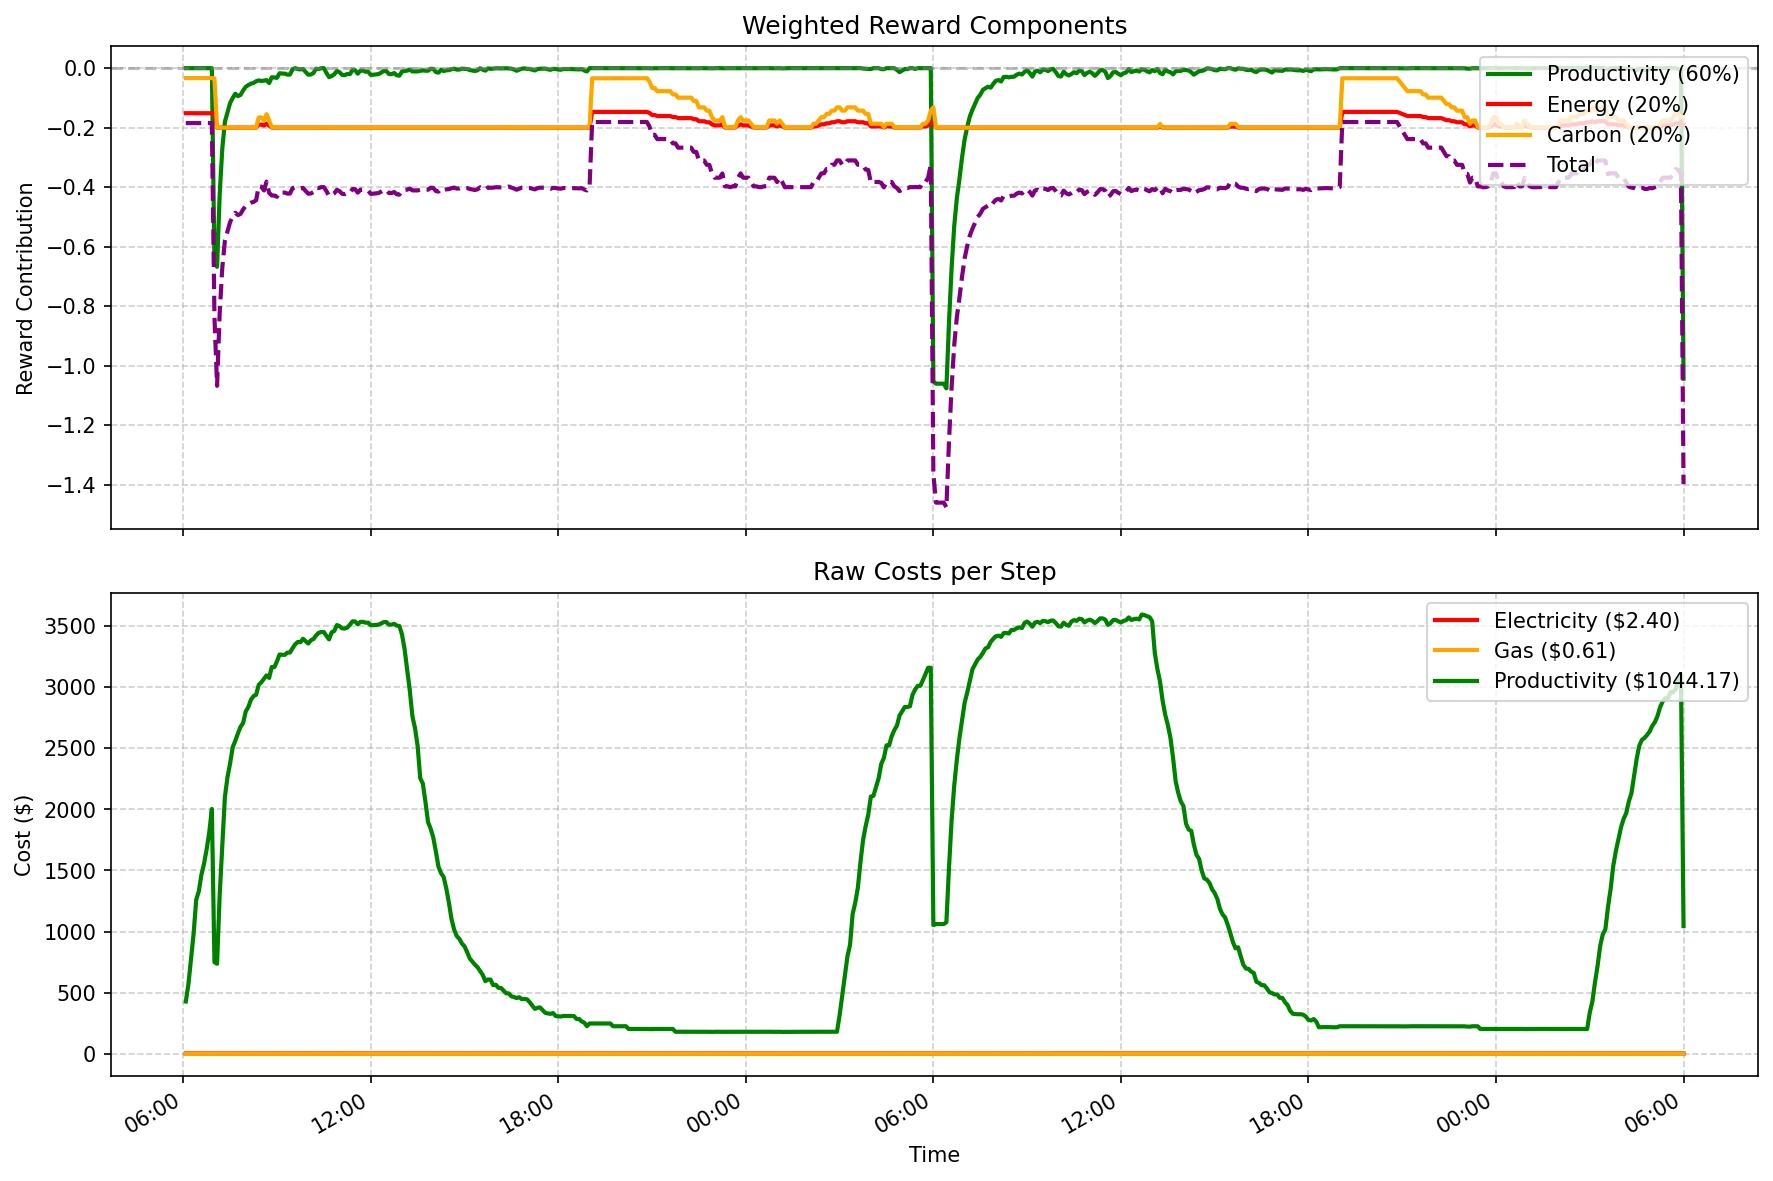 Weighted Reward Components
Reward Contribution
0.0
−0.2
−0.4
−0.6
−0.8
−1.0
−1.2
−1.4
Productivity (60%)
Energy (20%)
Carbon (20%)
Total
Raw Costs per Step
Cost ($)
3500
3000
2500
2000
1500
1000
500
0
Electricity ($2.40)
Gas ($0.61)
Productivity ($1044.17)
06:00 12:00 18:00 00:00 06:00 12:00 18:00 00:00 06:00
Time